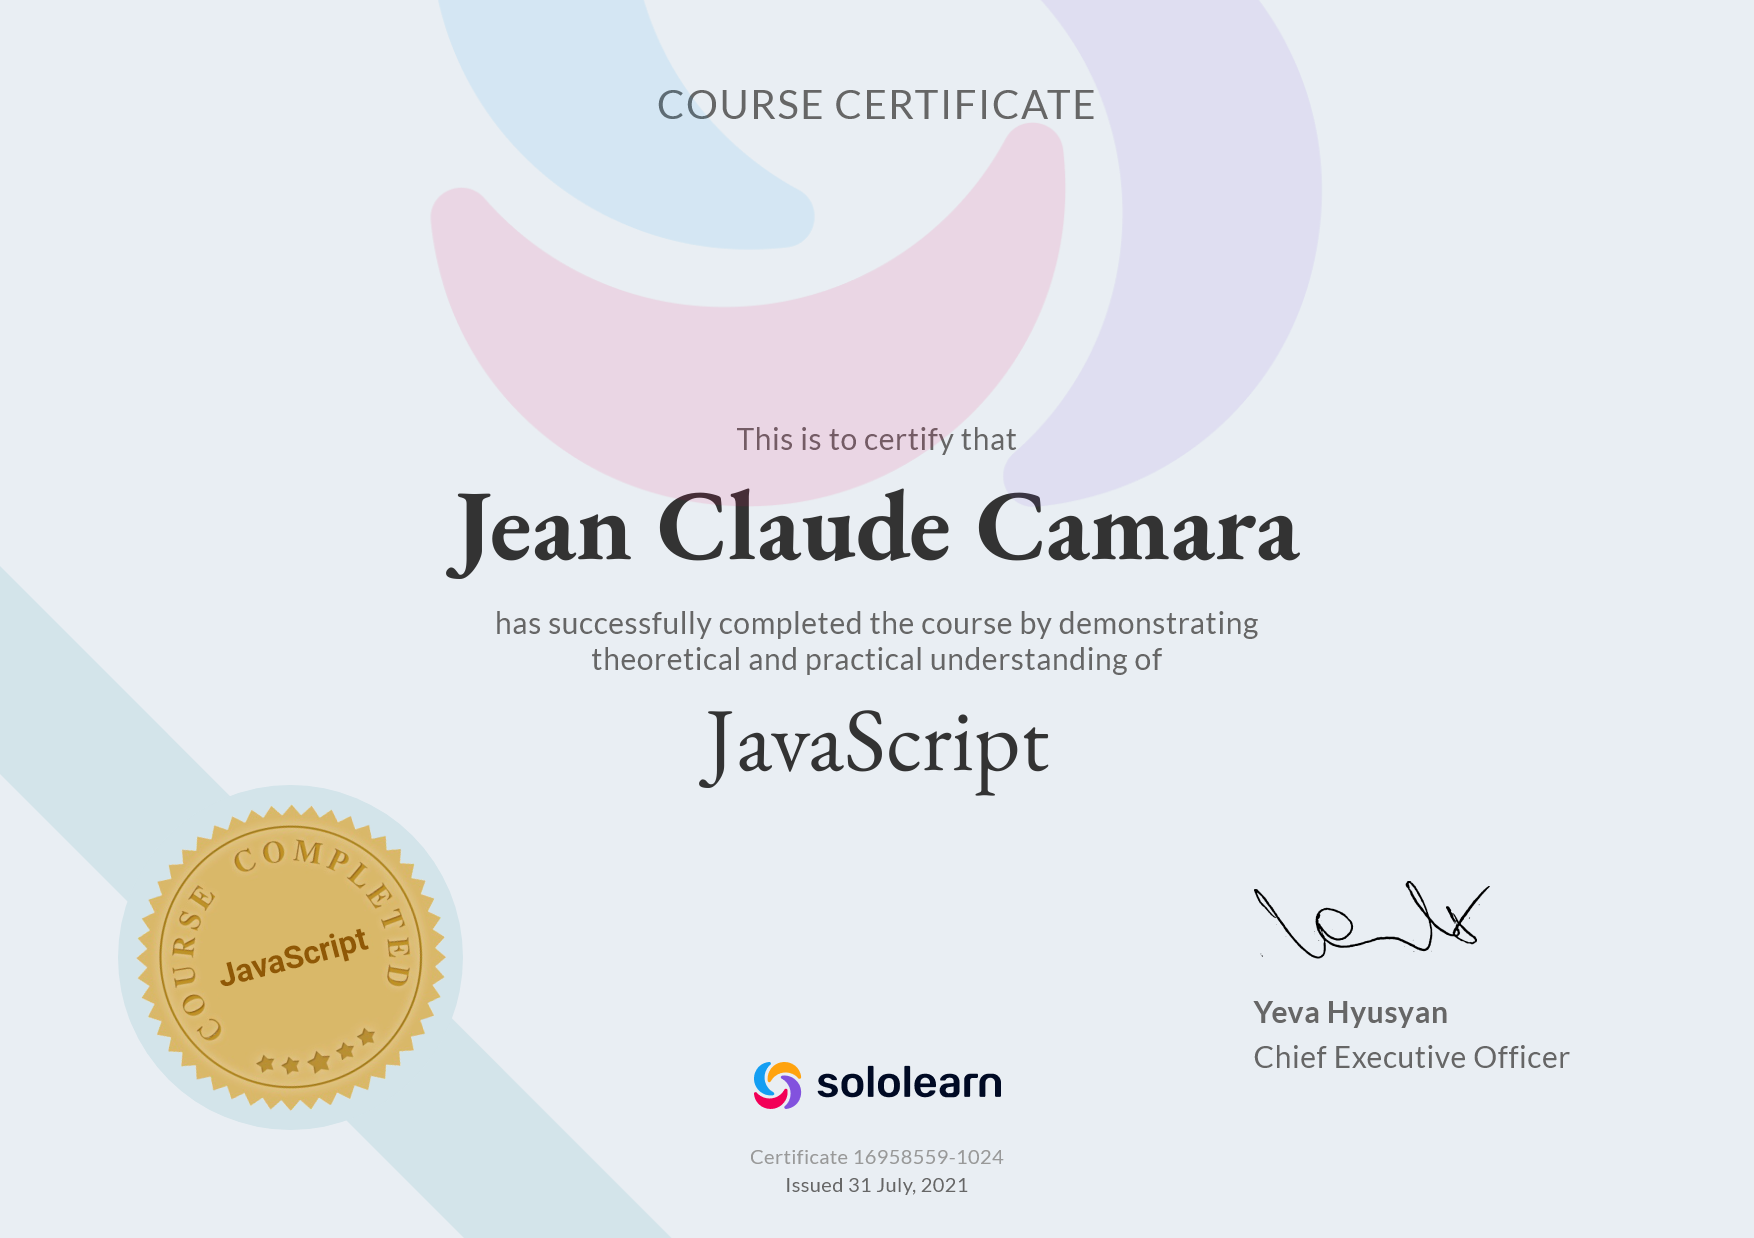 COURSE CERTIFICATE
This is to certify that
Jean Claude Camara
has successfully completed the course by demonstrating
theoretical and practical understanding of
JavaScript
COURSE COMPLETED
JavaScript
Yeva Hyusyan
Chief Executive Officer
sololearn
Certificate 16958559-1024
Issued 31 July, 2021